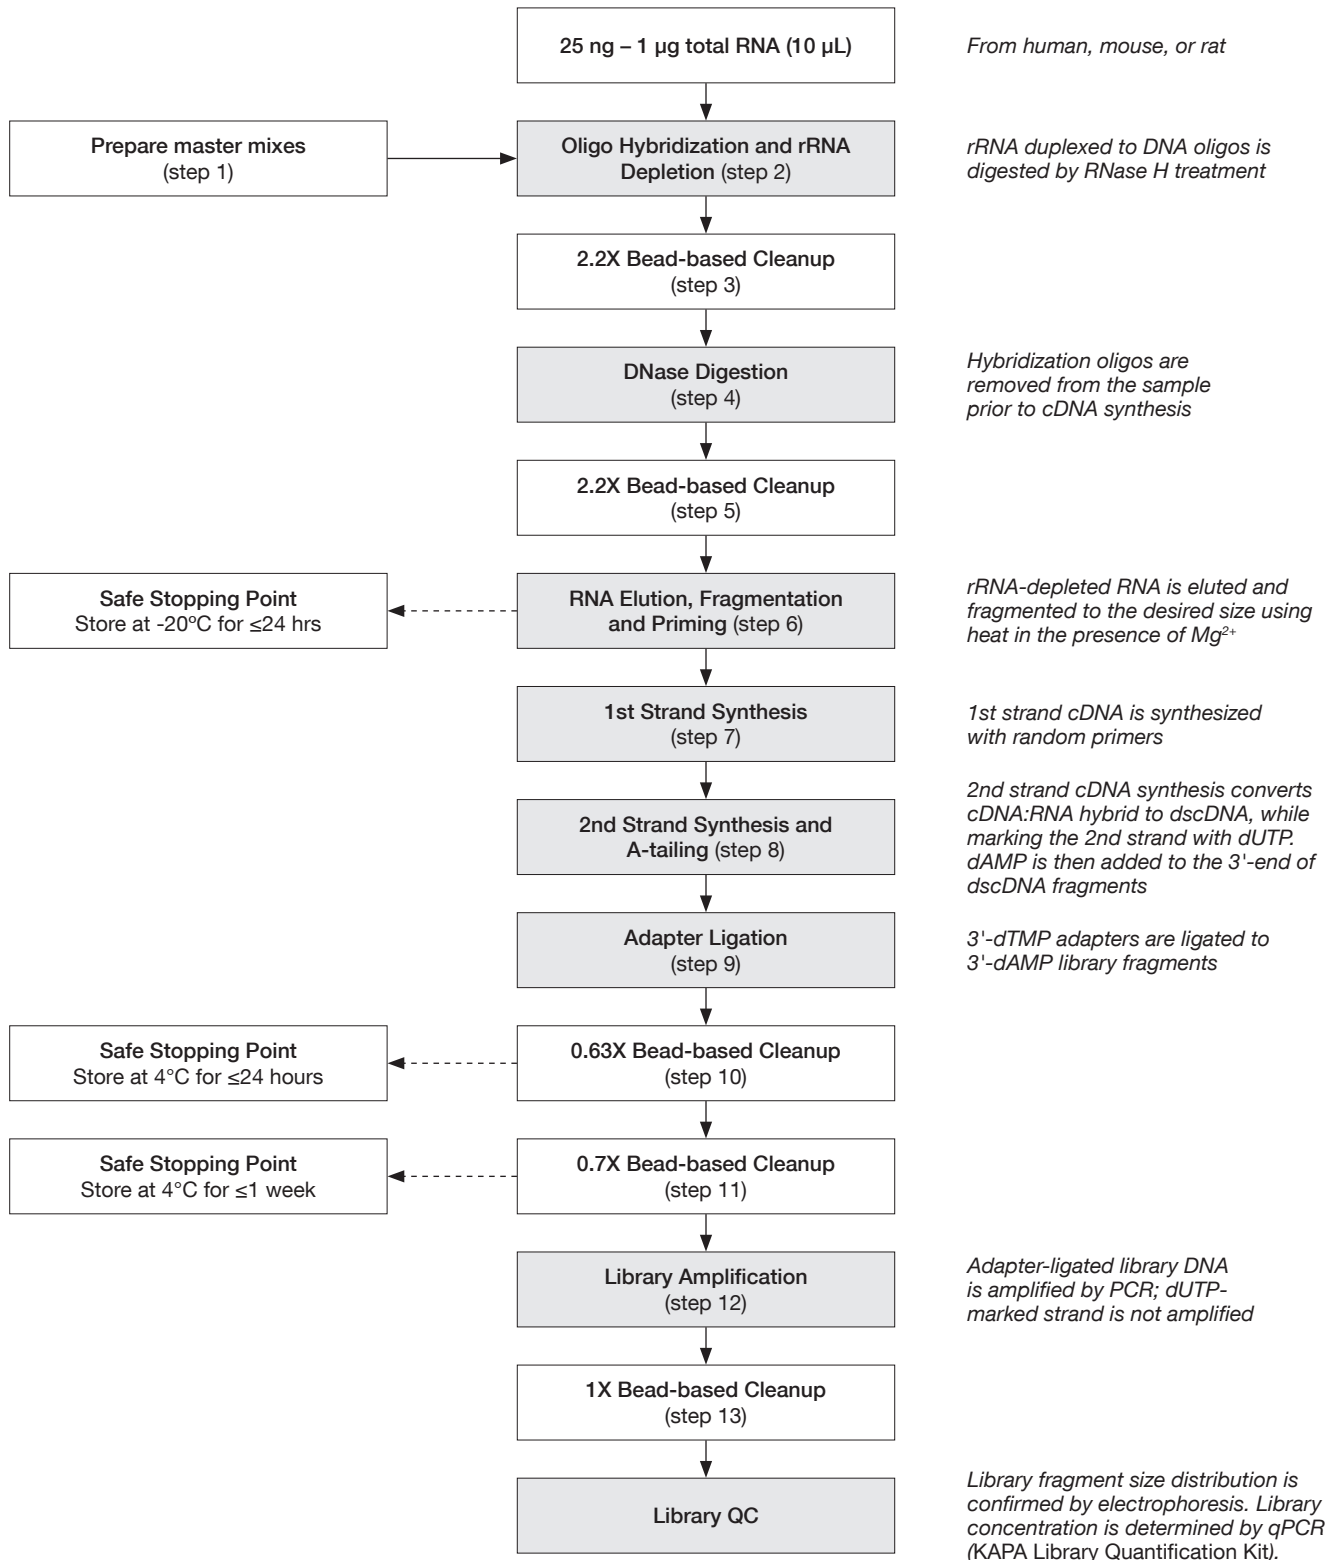 25 ng – 1 µg total RNA (10 µL)
From human, mouse, or rat
Prepare master mixes
(step 1)
Oligo Hybridization and rRNA
Depletion (step 2)
rRNA duplexed to DNA oligos is
digested by RNase H treatment
2.2X Bead-based Cleanup
(step 3)
DNase Digestion
(step 4)
Hybridization oligos are
removed from the sample
prior to cDNA synthesis
2.2X Bead-based Cleanup
(step 5)
Safe Stopping Point
Store at -20ºC for ≤24 hrs
RNA Elution, Fragmentation
and Priming (step 6)
rRNA-depleted RNA is eluted and
fragmented to the desired size using
heat in the presence of Mg²⁺
1st Strand Synthesis
(step 7)
1st strand cDNA is synthesized
with random primers
2nd Strand Synthesis and
A-tailing (step 8)
2nd strand cDNA synthesis converts
cDNA:RNA hybrid to dscDNA, while
marking the 2nd strand with dUTP.
dAMP is then added to the 3'-end of
dscDNA fragments
Adapter Ligation
(step 9)
3'-dTMP adapters are ligated to
3'-dAMP library fragments
Safe Stopping Point
Store at 4°C for ≤24 hours
0.63X Bead-based Cleanup
(step 10)
Safe Stopping Point
Store at 4°C for ≤1 week
0.7X Bead-based Cleanup
(step 11)
Library Amplification
(step 12)
Adapter-ligated library DNA
is amplified by PCR; dUTP-
marked strand is not amplified
1X Bead-based Cleanup
(step 13)
Library QC
Library fragment size distribution is
confirmed by electrophoresis. Library
concentration is determined by qPCR
(KAPA Library Quantification Kit).